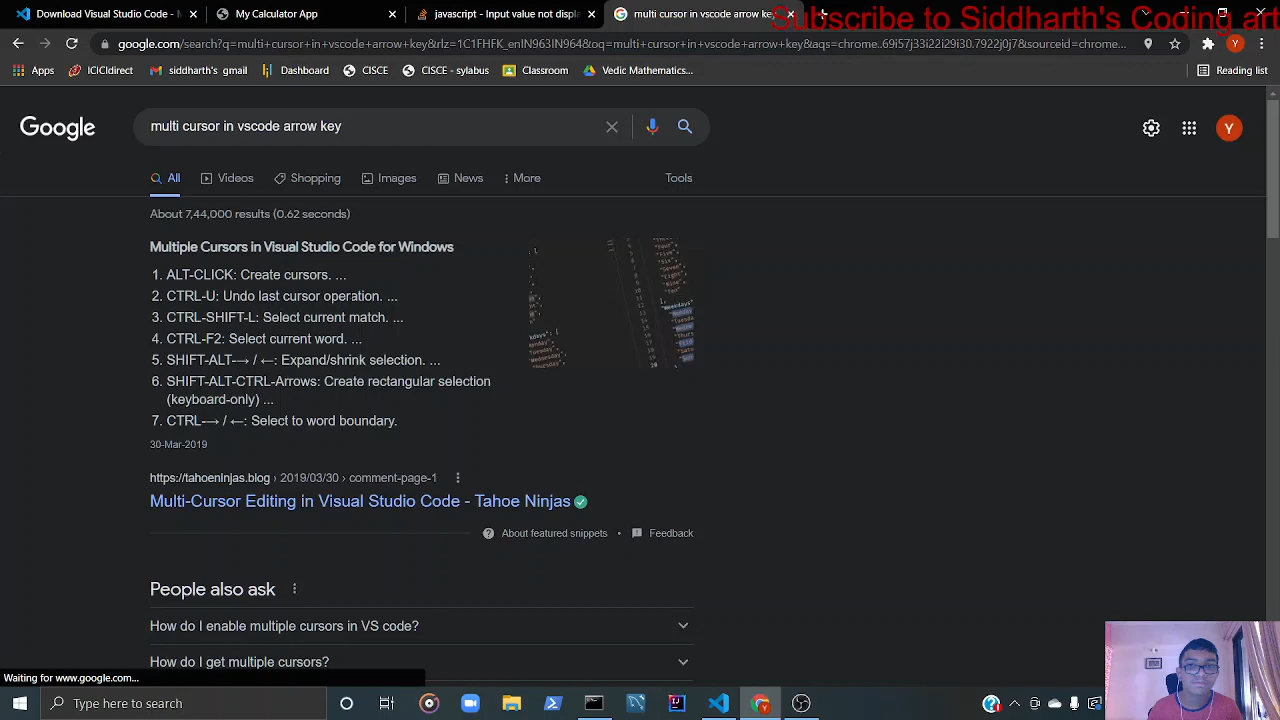 Download Visual Studio Code - M
My Calculator App
javascript - Input value not displ
multi cursor in vscode arrow key
Subscribe to Siddharth's Coding art
google.com/search?q=multi+cursor+in+vscode+arrow+key&rlz=1C1FHFK_enIN963IN964&oq=multi+cursor+in+vscode+arrow+key&aqs=chrome..69i57j33i22i29i30.7922j0j7&sourceid=chrome...
Apps
ICICIdirect
siddharth's gmail
Dashboard
CISCE
CISCE - sylabus
Classroom
Vedic Mathematics...
Reading list
Google
multi cursor in vscode arrow key
Y
All
Videos
Shopping
Images
News
More
Tools
About 7,44,000 results (0.62 seconds)
Multiple Cursors in Visual Studio Code for Windows
1. ALT-CLICK: Create cursors. ...
2. CTRL-U: Undo last cursor operation. ...
3. CTRL-SHIFT-L: Select current match. ...
4. CTRL-F2: Select current word. ...
5. SHIFT-ALT-→ / ←: Expand/shrink selection. ...
6. SHIFT-ALT-CTRL-Arrows: Create rectangular selection
(keyboard-only) ...
7. CTRL-→ / ←: Select to word boundary.
30-Mar-2019
https://tahoeninjas.blog › 2019/03/30 › comment-page-1
Multi-Cursor Editing in Visual Studio Code - Tahoe Ninjas
About featured snippets • Feedback
People also ask
How do I enable multiple cursors in VS code?
How do I get multiple cursors?
Waiting for www.google.com...
Type here to search